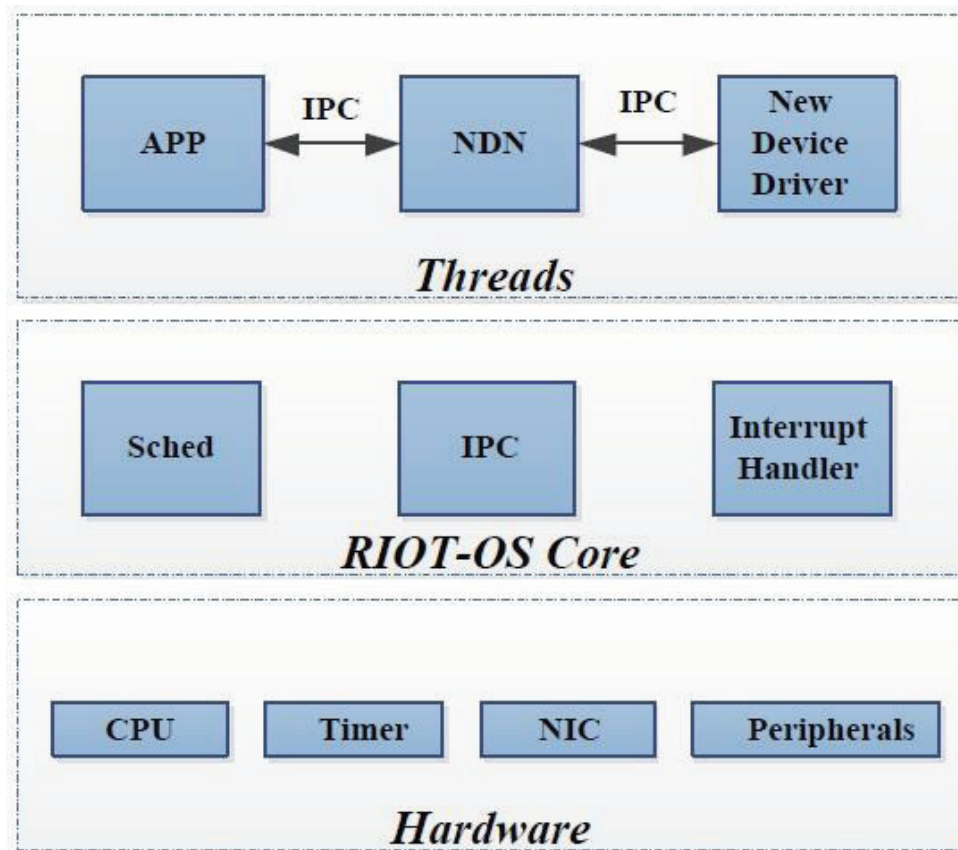 IPC
IPC
APP
NDN
New
Device
Driver
Threads
Sched
IPC
Interrupt
Handler
RIOT-OS Core
CPU
Timer
NIC
Peripherals
Hardware